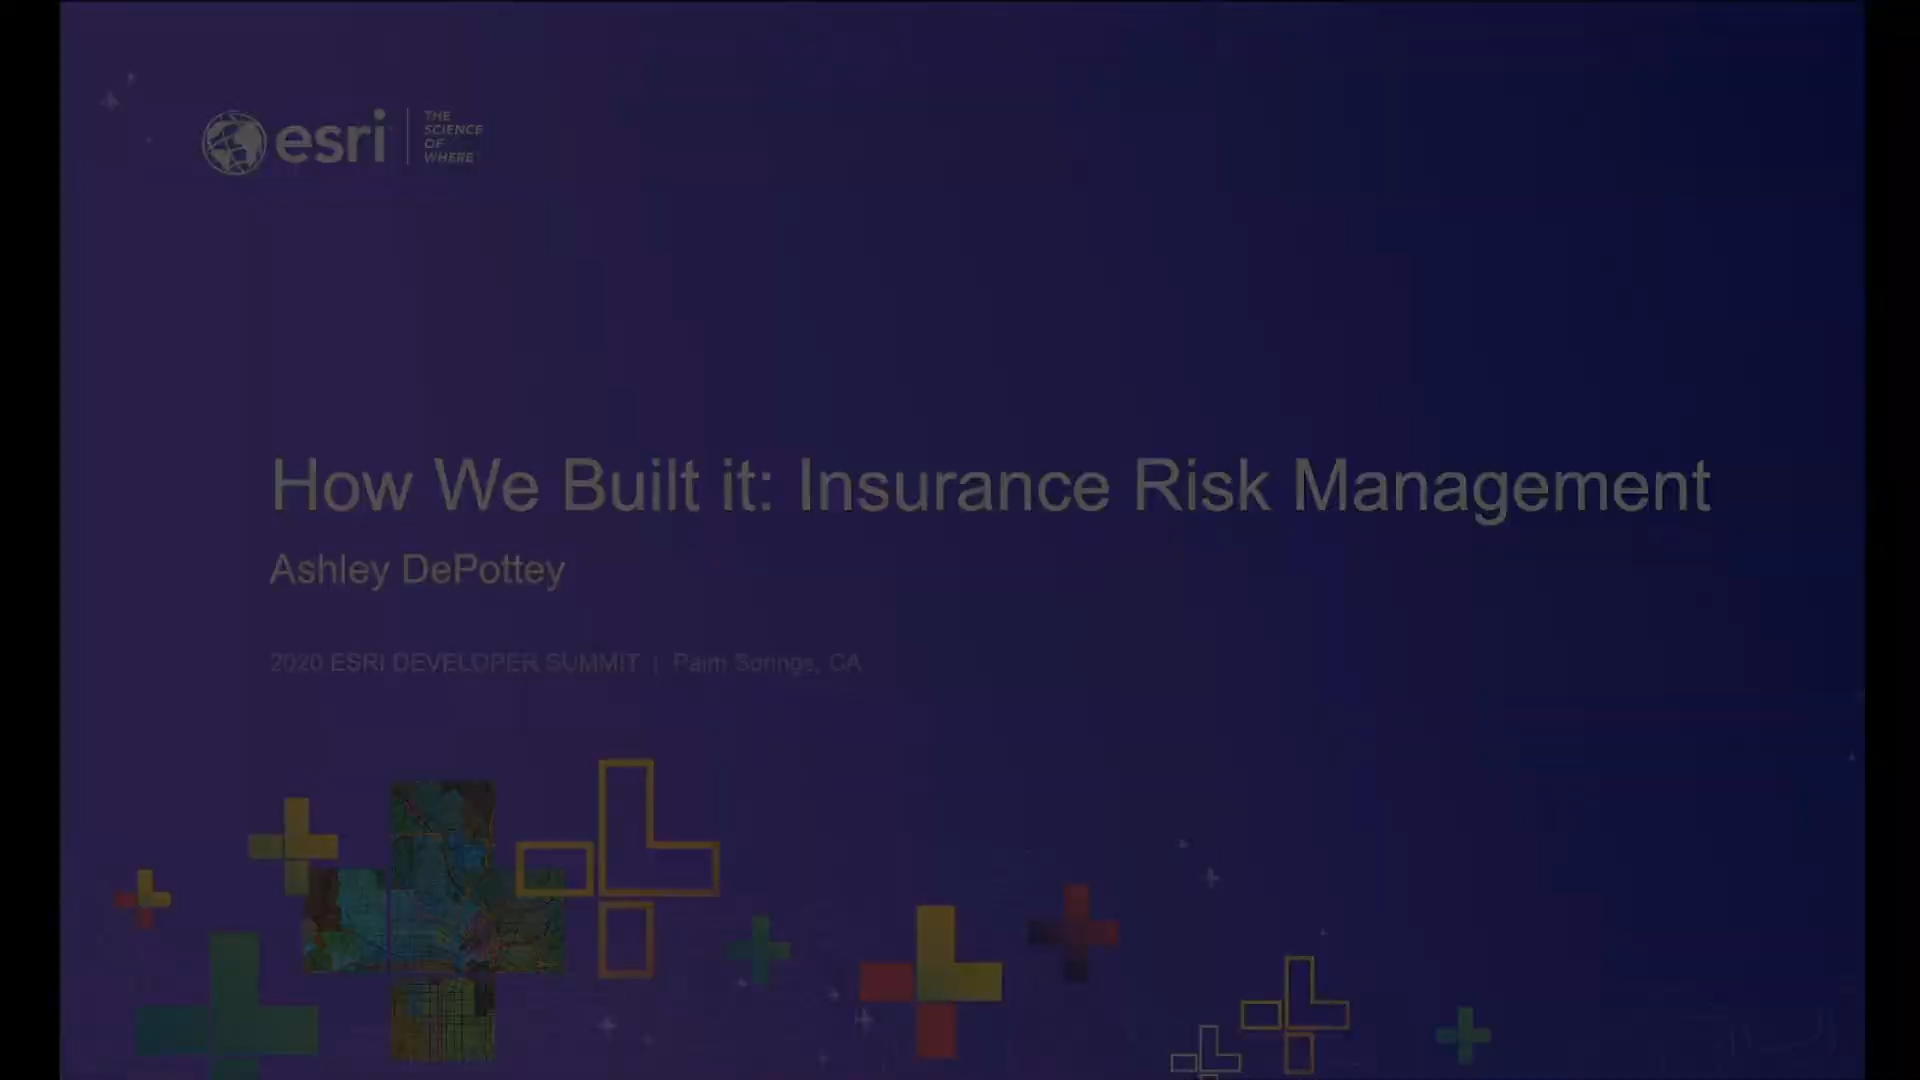 esri
THE
SCIENCE
OF
WHERE
How We Built it: Insurance Risk Management
Ashley DePottey
2020 ESRI DEVELOPER SUMMIT | Palm Springs, CA